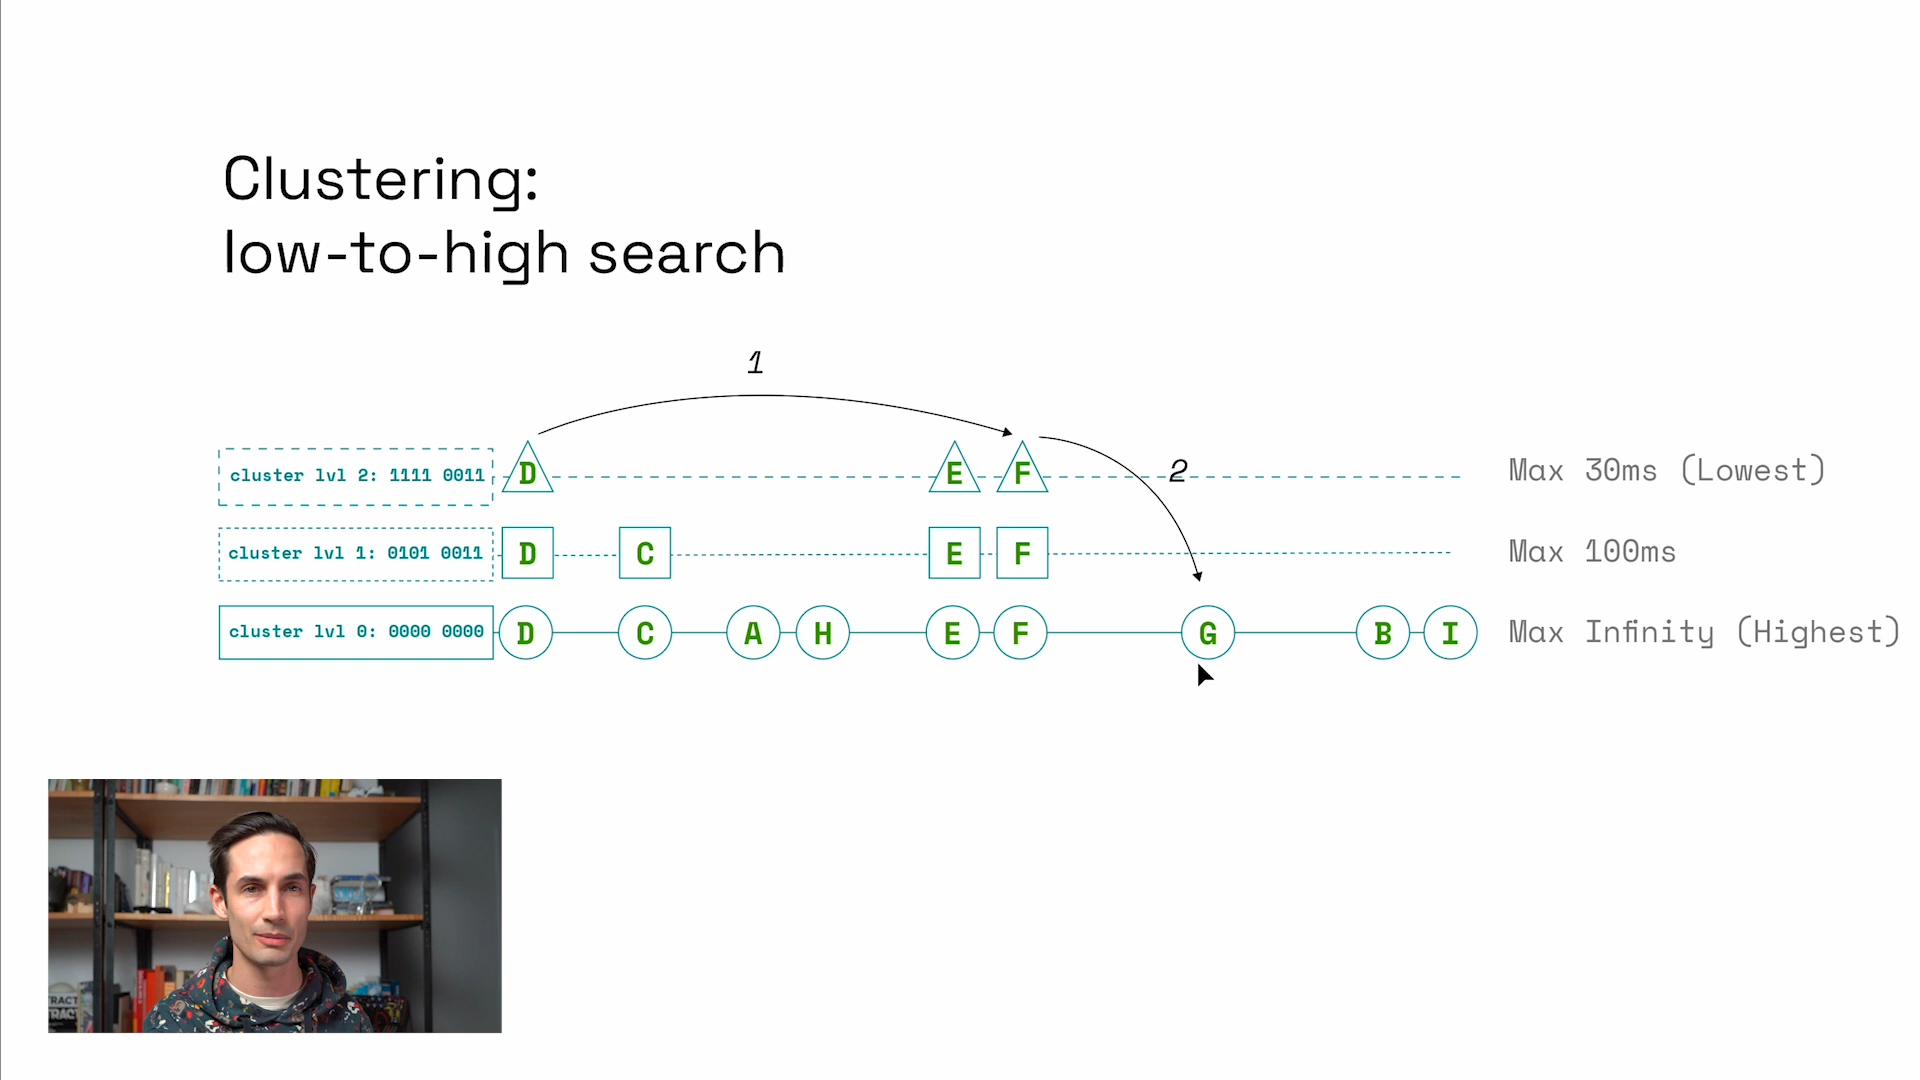 Clustering:
low-to-high search
1
2
cluster lvl 2: 1111 0011 D E F Max 30ms (Lowest)
cluster lvl 1: 0101 0011 D C E F Max 100ms
cluster lvl 0: 0000 0000 D C A H E F G B I Max Infinity (Highest)